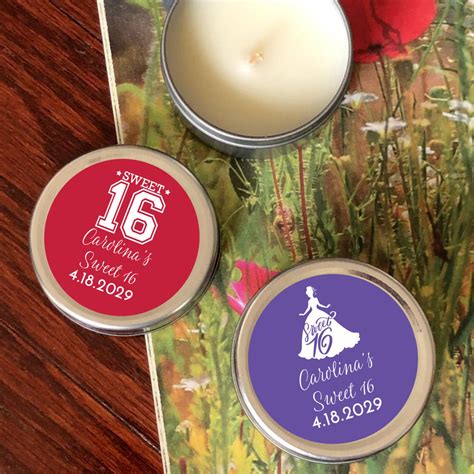 SWEET
16
Carolina's
Sweet 16
4.18.2029
Sweet
16
Carolina's
Sweet 16
4.18.2029